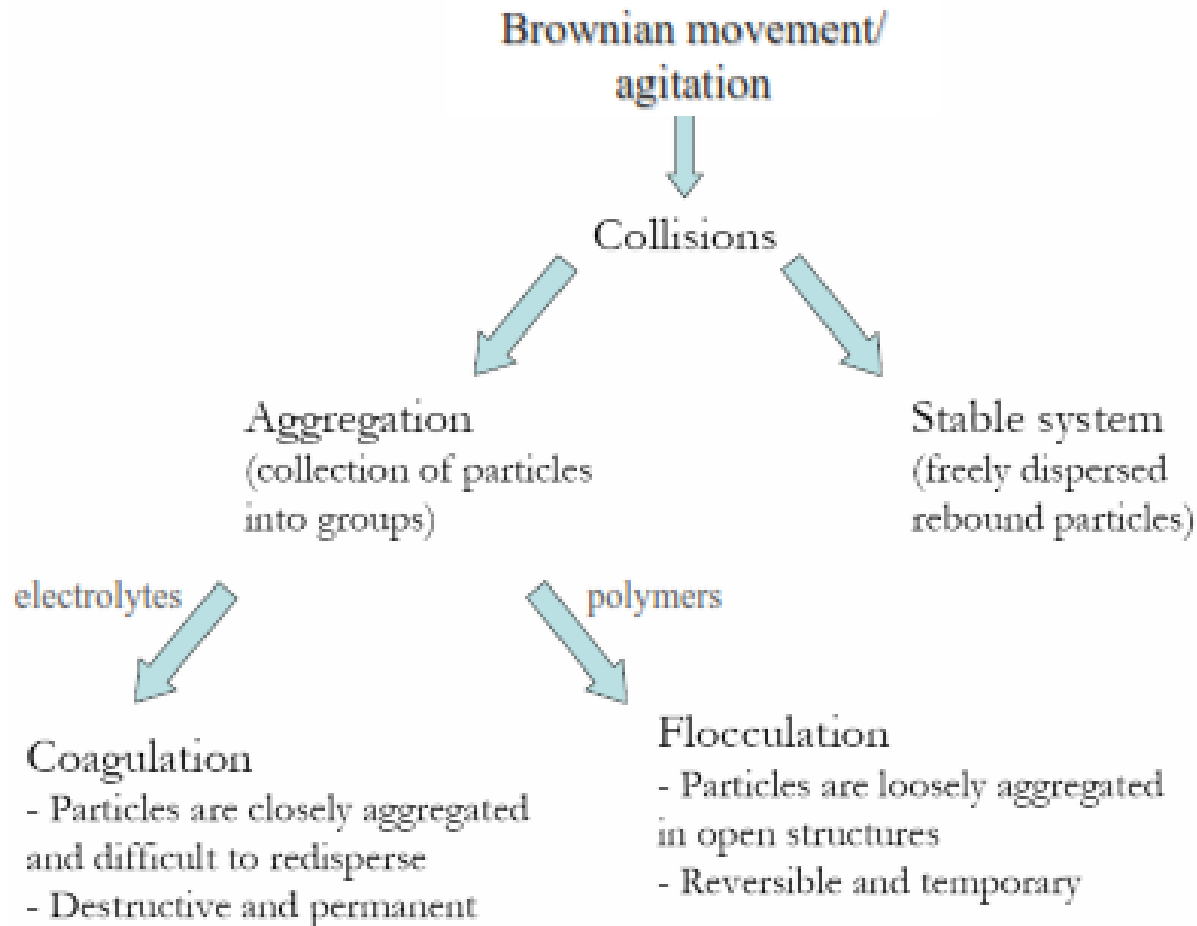 Brownian movement/
agitation
Collisions
Aggregation
(collection of particles
into groups)
Stable system
(freely dispersed
rebound particles)
electrolytes
polymers
Coagulation
- Particles are closely aggregated
and difficult to redisperse
- Destructive and permanent
Flocculation
- Particles are loosely aggregated
in open structures
- Reversible and temporary